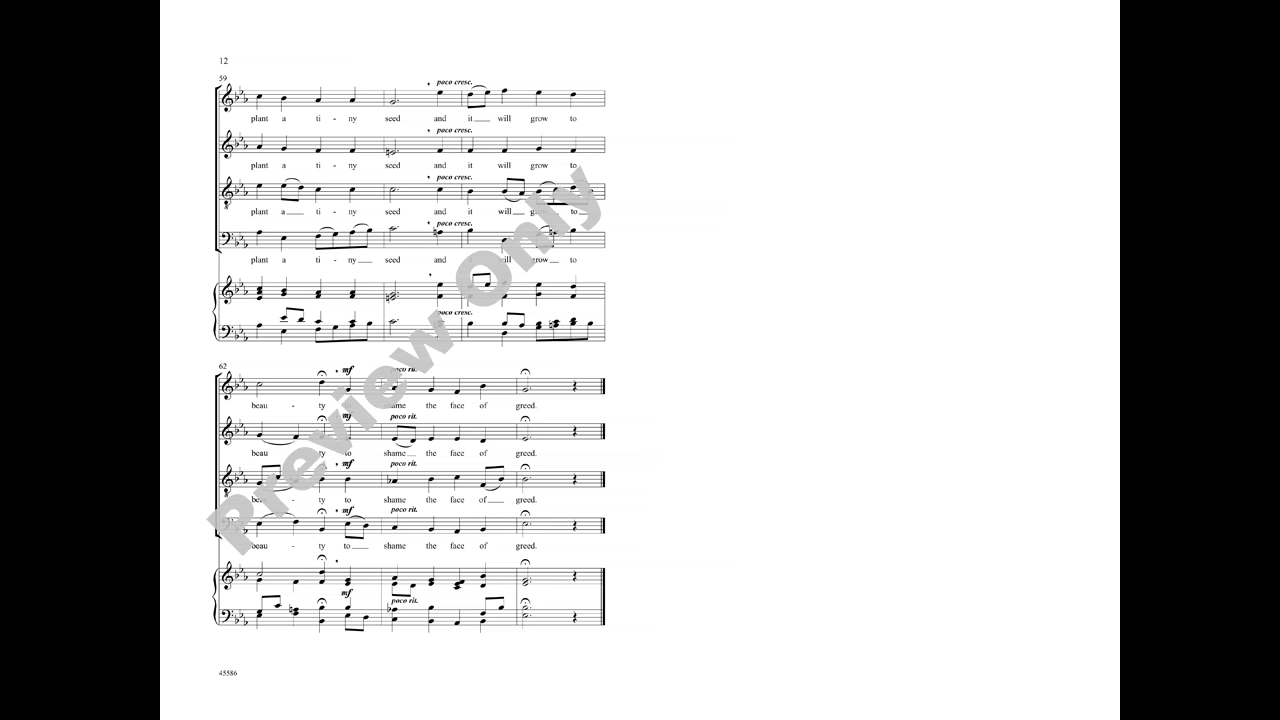 12
59
poco cresc.
plant a ti - ny seed and it will grow to
poco cresc.
plant a ti - ny seed and it will grow to
poco cresc.
plant a ti - ny seed and it will grow to
poco cresc.
plant a ti - ny seed and it will grow to
poco cresc.
62
mf poco rit.
beau - ty to shame the face of greed.
mf poco rit.
beau - ty to shame the face of greed.
mf poco rit.
beau - ty to shame the face of greed.
mf poco rit.
beau - ty to shame the face of greed.
mf poco rit.
Preview Only
45586